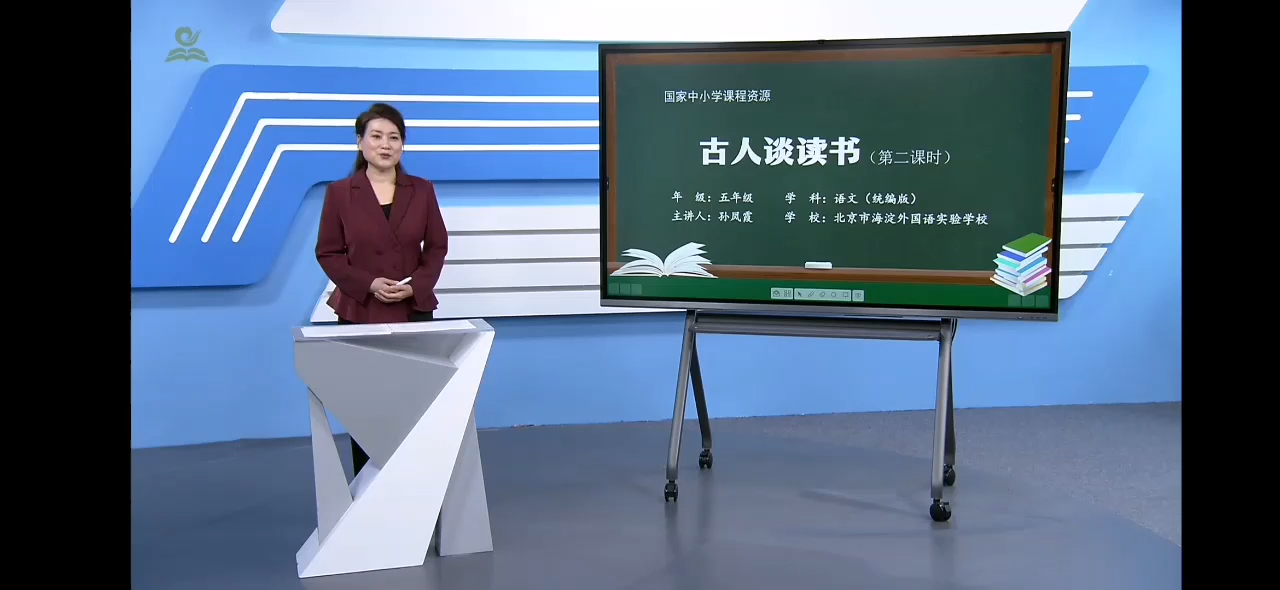 国家中小学课程资源
古人谈读书（第二课时）
年 级：五年级 学 科：语文（统编版）
主讲人：孙凤霞 学 校：北京市海淀外国语实验学校